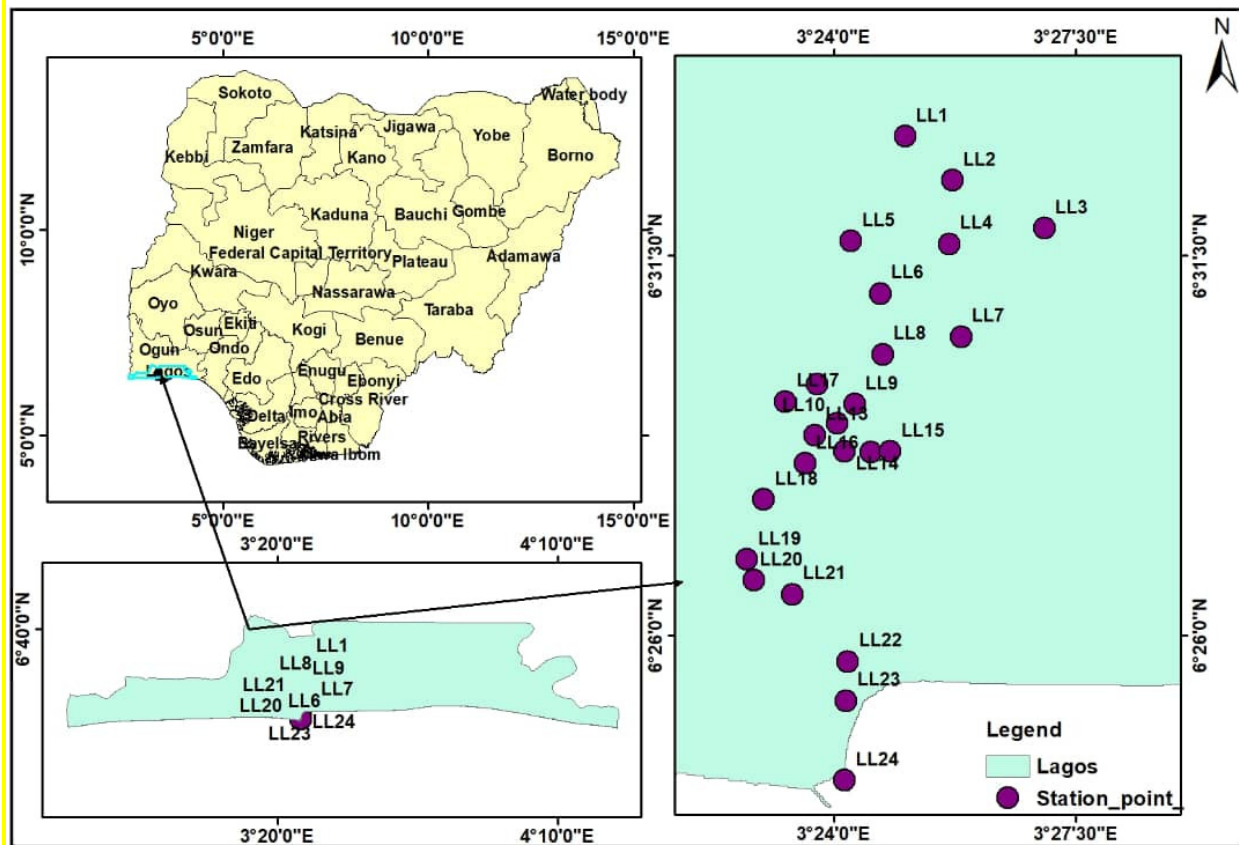 5°0'0"E 10°0'0"E 15°0'0"E
10°0'0"N
5°0'0"N
Sokoto
Water body
Katsina
Jigawa
Yobe
Zamfara
Kebbi
Kano
Borno
Kaduna
Bauchi
Gombe
Niger
Federal Capital Territory
Adamawa
Plateau
Kwara
Nassarawa
Taraba
Oyo
Ekiti
Kogi
Osun
Benue
Ondo
Ogun
Enugu
Lagos
Edo
Ebonyi
Cross River
Delta
Imo
Abia
Rivers
Bayelsa
5°0'0"E 10°0'0"E 15°0'0"E
3°20'0"E 4°10'0"E
6°40'0"N
LL1
LL8
LL9
LL21
LL7
LL20
LL6
LL24
LL23
3°20'0"E 4°10'0"E
N
3°24'0"E 3°27'30"E
6°31'30"N
6°26'0"N
6°31'30"N
6°26'0"N
LL1
LL2
LL3
LL5
LL4
LL6
LL7
LL8
LL17
LL9
LL10
LL13
LL15
LL16
LL14
LL18
LL19
LL20
LL21
LL22
LL23
LL24
Legend
Lagos
Station_point_
3°24'0"E 3°27'30"E